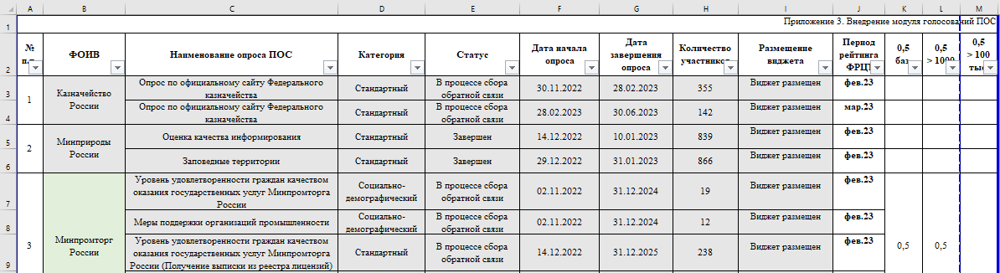 A B C D E F G H I J K L M
1 Приложение 3. Внедрение модуля голосований ПОС
2 № п. ФОИВ Наименование опроса ПОС Категория Статус Дата начала опроса Дата завершения опроса Количество участников Размещение виджета Период рейтинга ФРЦТ 0,5 0,5 > 1000 0,5 > 100
3 1 Казначейство России Опрос по официальному сайту Федерального казначейства Стандартный В процессе сбора обратной связи 30.11.2022 28.02.2023 355 Виджет размещен фев.23
4 Опрос по официальному сайту Федерального казначейства Стандартный В процессе сбора обратной связи 28.02.2023 30.06.2023 142 Виджет размещен мар.23
5 2 Минприроды России Оценка качества информирования Стандартный Завершен 14.12.2022 10.01.2023 839 Виджет размещен фев.23
6 Заповедные территории Стандартный Завершен 29.12.2022 31.01.2023 866 Виджет размещен фев.23
7 Уровень удовлетворенности граждан качеством оказания государственных услуг Минпромторга России Социально-демографический В процессе сбора обратной связи 02.11.2022 31.12.2024 19 Виджет размещен фев.23
8 Меры поддержки организаций промышленности Социально-демографический В процессе сбора обратной связи 02.11.2022 31.12.2024 12 Виджет размещен фев.23
9 3 Минпромторг России Уровень удовлетворенности граждан качеством оказания государственных услуг Минпромторга России (Получение выписки из реестра лицензий) Стандартный В процессе сбора обратной связи 14.12.2022 31.12.2025 238 Виджет размещен фев.23 0,5 0,5